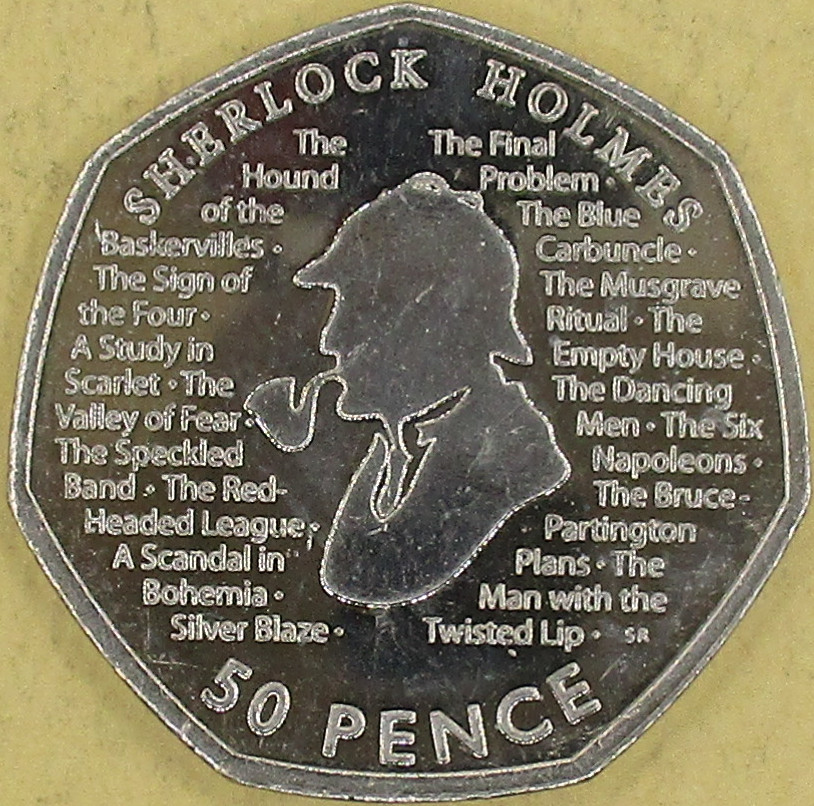 SHERLOCK HOLMES
The
Hound
of the
Baskervilles •
The Sign of
the Four •
A Study in
Scarlet • The
Valley of Fear •
The Speckled
Band • The Red-
Headed League •
A Scandal in
Bohemia •
Silver Blaze •
The Final
Problem •
The Blue
Carbuncle •
The Musgrave
Ritual • The
Empty House •
The Dancing
Men • The Six
Napoleons •
The Bruce-
Partington
Plans • The
Man with the
Twisted Lip • SR
50 PENCE